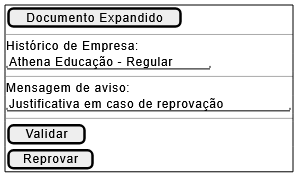 Documento Expandido
Histórico de Empresa:
Athena Educação - Regular
Mensagem de aviso:
Justificativa em caso de reprovação
Validar
Reprovar